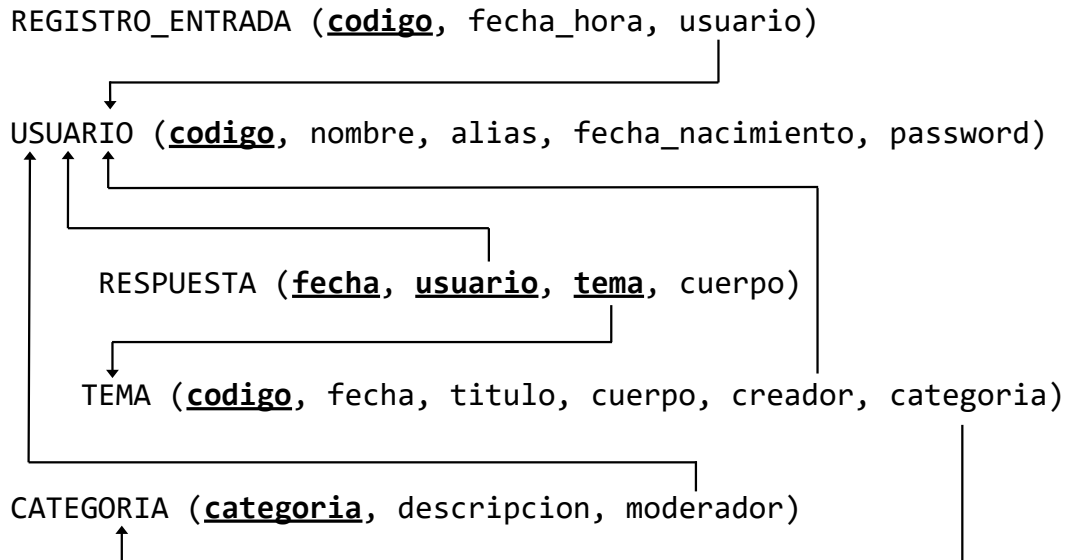 REGISTRO_ENTRADA (codigo, fecha_hora, usuario)
USUARIO (codigo, nombre, alias, fecha_nacimiento, password)
RESPUESTA (fecha, usuario, tema, cuerpo)
TEMA (codigo, fecha, titulo, cuerpo, creador, categoria)
CATEGORIA (categoria, descripcion, moderador)